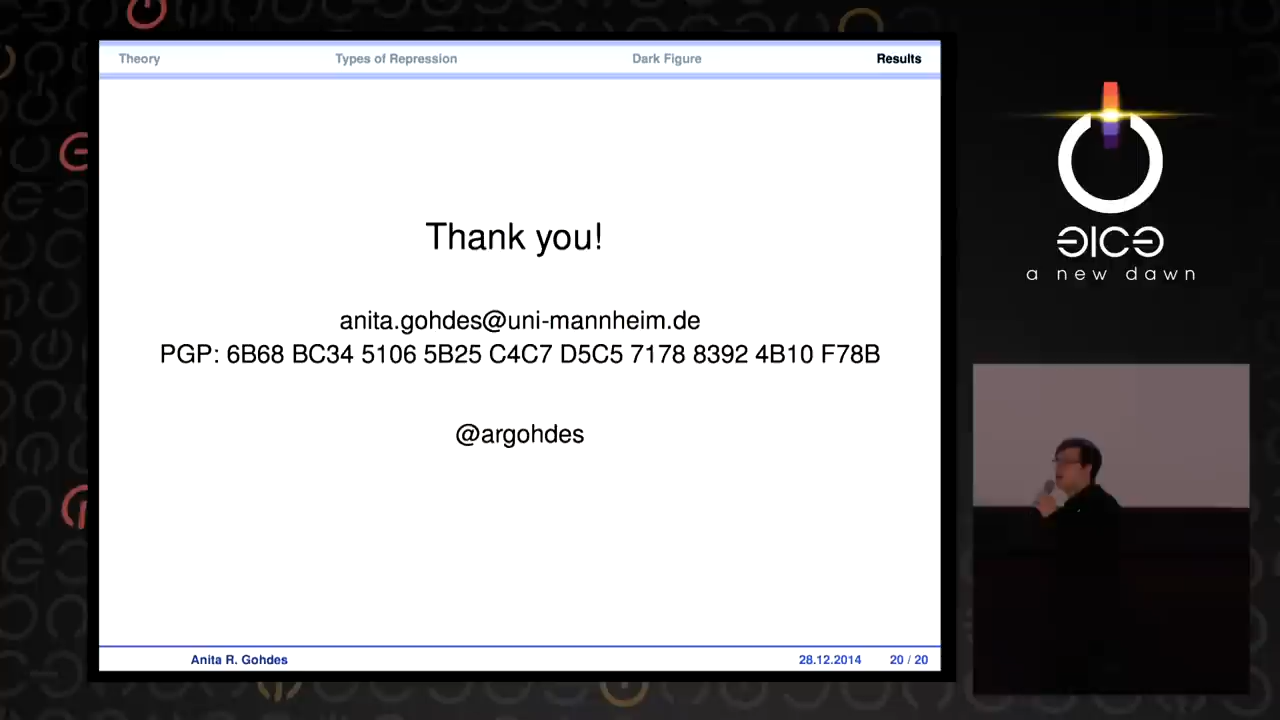 Theory
Types of Repression
Dark Figure
Results
Thank you!
anita.gohdes@uni-mannheim.de
PGP: 6B68 BC34 5106 5B25 C4C7 D5C5 7178 8392 4B10 F78B
@argohdes
Anita R. Gohdes
28.12.2014
20 / 20
a new dawn